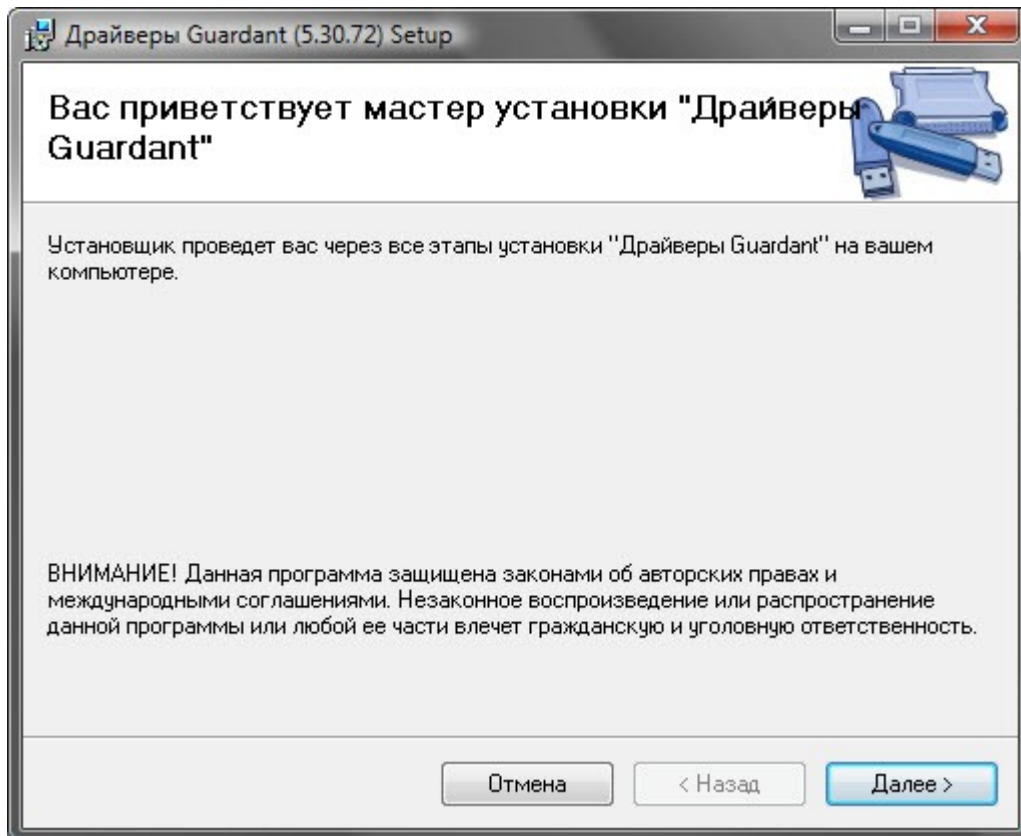 Драйверы Guardant (5.30.72) Setup
Вас приветствует мастер установки "Драйверы
Guardant"
Установщик проведет вас через все этапы установки "Драйверы Guardant" на вашем
компьютере.
ВНИМАНИЕ! Данная программа защищена законами об авторских правах и
международными соглашениями. Незаконное воспроизведение или распространение
данной программы или любой ее части влечет гражданскую и уголовную ответственность.
Отмена
< Назад
Далее >